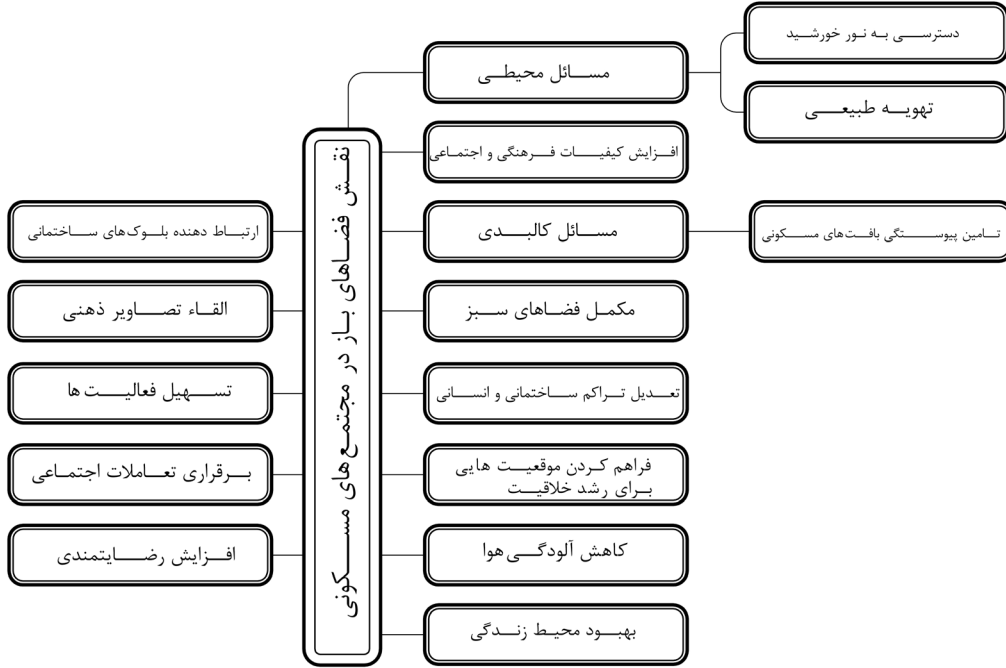 دسترسی به نور خورشید
مسائل محیطی
تهویه طبیعی
نقش فضاهای باز در مجتمع‌های مسکونی
افزایش کیفیات فرهنگی و اجتماعی
مسائل کالبدی
تامین پیوستگی بافت‌های مسکونی
ارتباط دهنده بلوک‌های ساختمانی
مکمل فضاهای سبز
القاء تصاویر ذهنی
تعدیل تراکم ساختمانی و انسانی
تسهیل فعالیت ها
فراهم کردن موقعیت هایی
برای رشد خلاقیت
برقراری تعاملات اجتماعی
کاهش آلودگی هوا
افزایش رضایتمندی
بهبود محیط زندگی